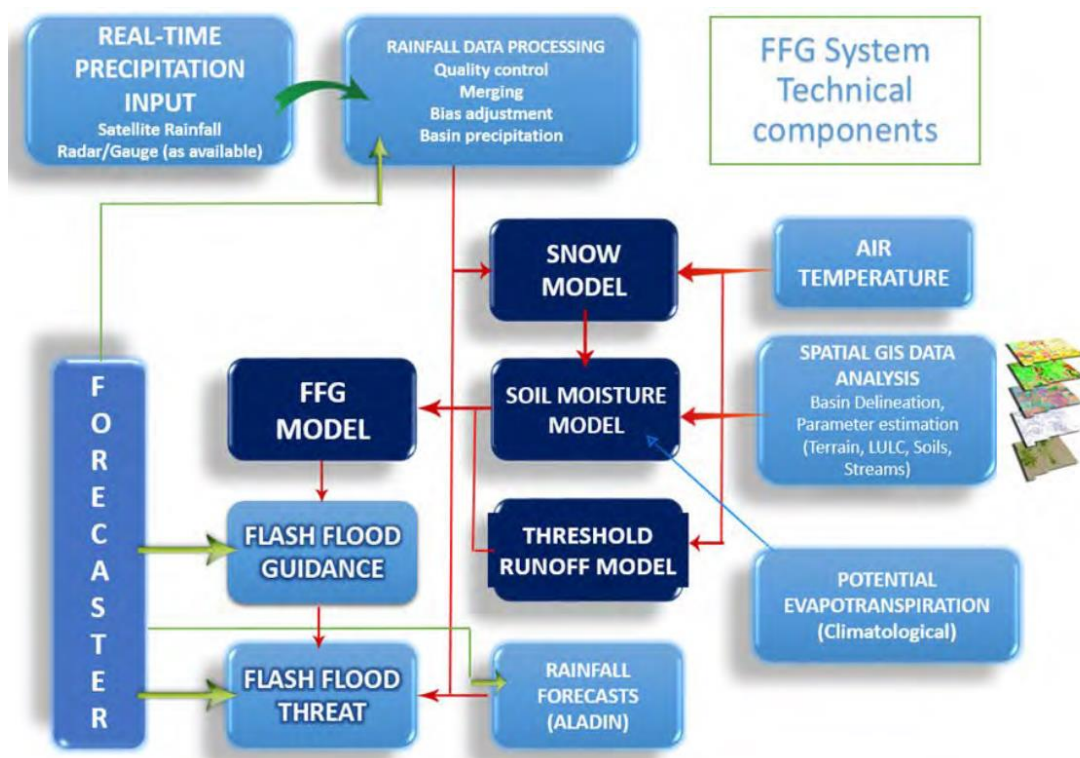 REAL-TIME
PRECIPITATION
INPUT
Satellite Rainfall
Radar/Gauge (as available)
RAINFALL DATA PROCESSING
Quality control
Merging
Bias adjustment
Basin precipitation
FFG System
Technical
components
SNOW
MODEL
AIR
TEMPERATURE
FORECASTER
FFG
MODEL
SOIL MOISTURE
MODEL
SPATIAL GIS DATA
ANALYSIS
Basin Delineation,
Parameter estimation
(Terrain, LULC, Soils,
Streams)
FLASH FLOOD
GUIDANCE
THRESHOLD
RUNOFF MODEL
POTENTIAL
EVAPOTRANSPIRATION
(Climatological)
FLASH FLOOD
THREAT
RAINFALL
FORECASTS
(ALADIN)